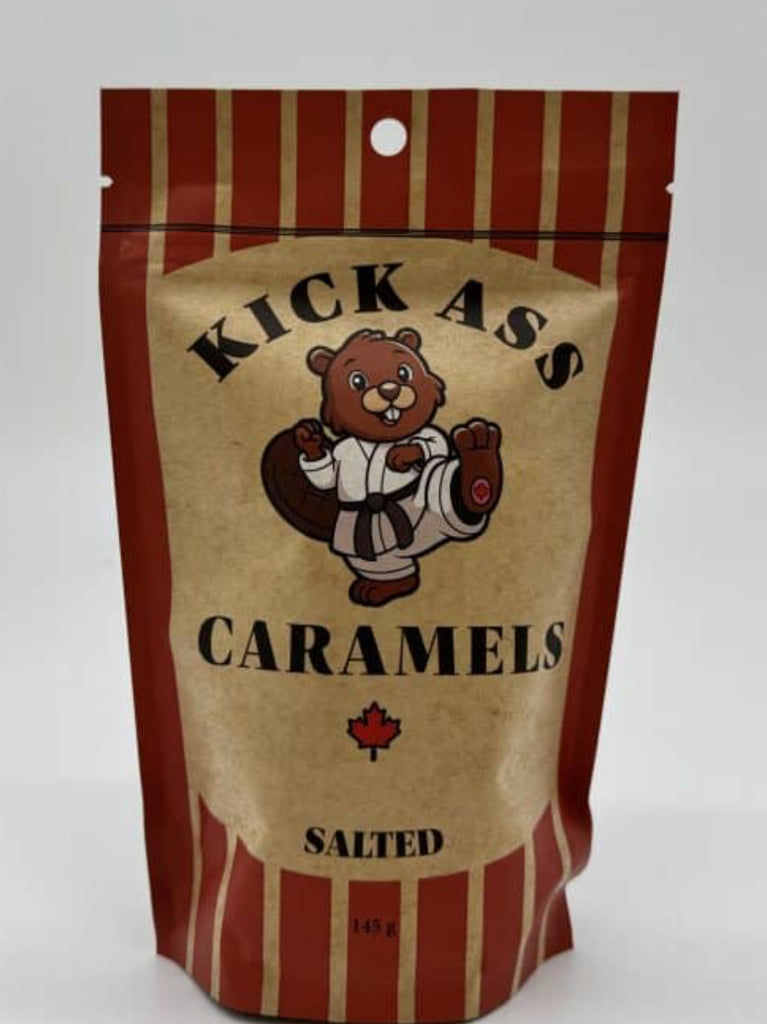 KICK ASS
CARAMELS
SALTED
145 g